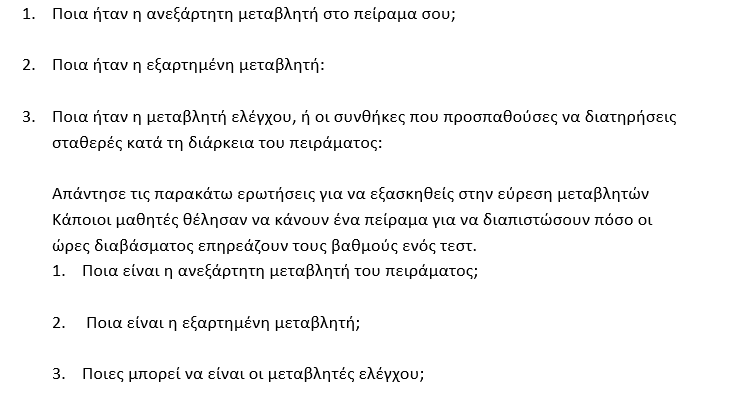 1. Ποια ήταν η ανεξάρτητη μεταβλητή στο πείραμα σου;
2. Ποια ήταν η εξαρτημένη μεταβλητή:
3. Ποια ήταν η μεταβλητή ελέγχου, ή οι συνθήκες που προσπαθούσες να διατηρήσεις
σταθερές κατά τη διάρκεια του πειράματος:
Απάντησε τις παρακάτω ερωτήσεις για να εξασκηθείς στην εύρεση μεταβλητών
Κάποιοι μαθητές θέλησαν να κάνουν ένα πείραμα για να διαπιστώσουν πόσο οι
ώρες διαβάσματος επηρεάζουν τους βαθμούς ενός τεστ.
1. Ποια είναι η ανεξάρτητη μεταβλητή του πειράματος;
2. Ποια είναι η εξαρτημένη μεταβλητή;
3. Ποιες μπορεί να είναι οι μεταβλητές ελέγχου;